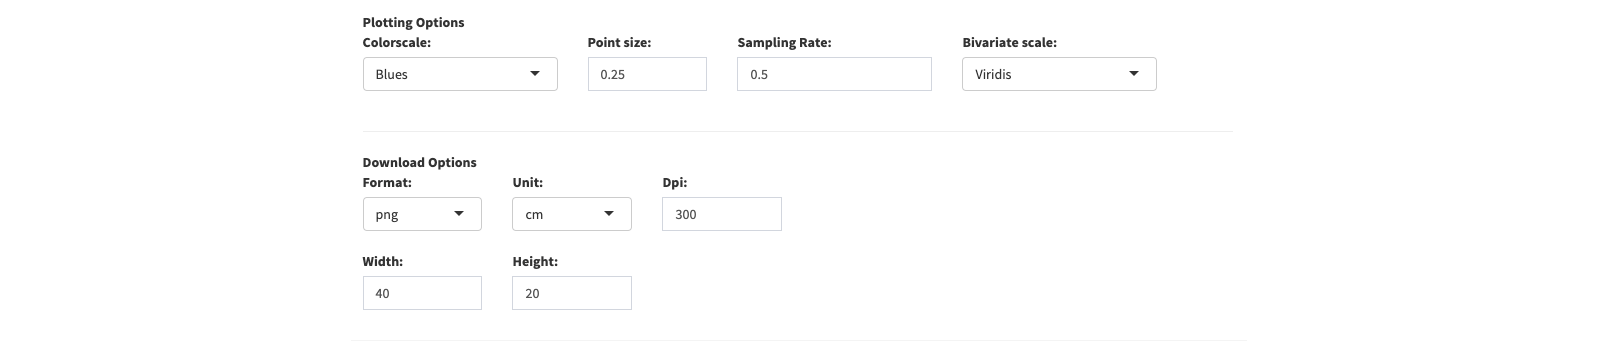 Plotting Options
Colorscale: Point size: Sampling Rate: Bivariate scale:
Blues 0.25 0.5 Viridis
Download Options
Format: Unit: Dpi:
png cm 300
Width: Height:
40 20